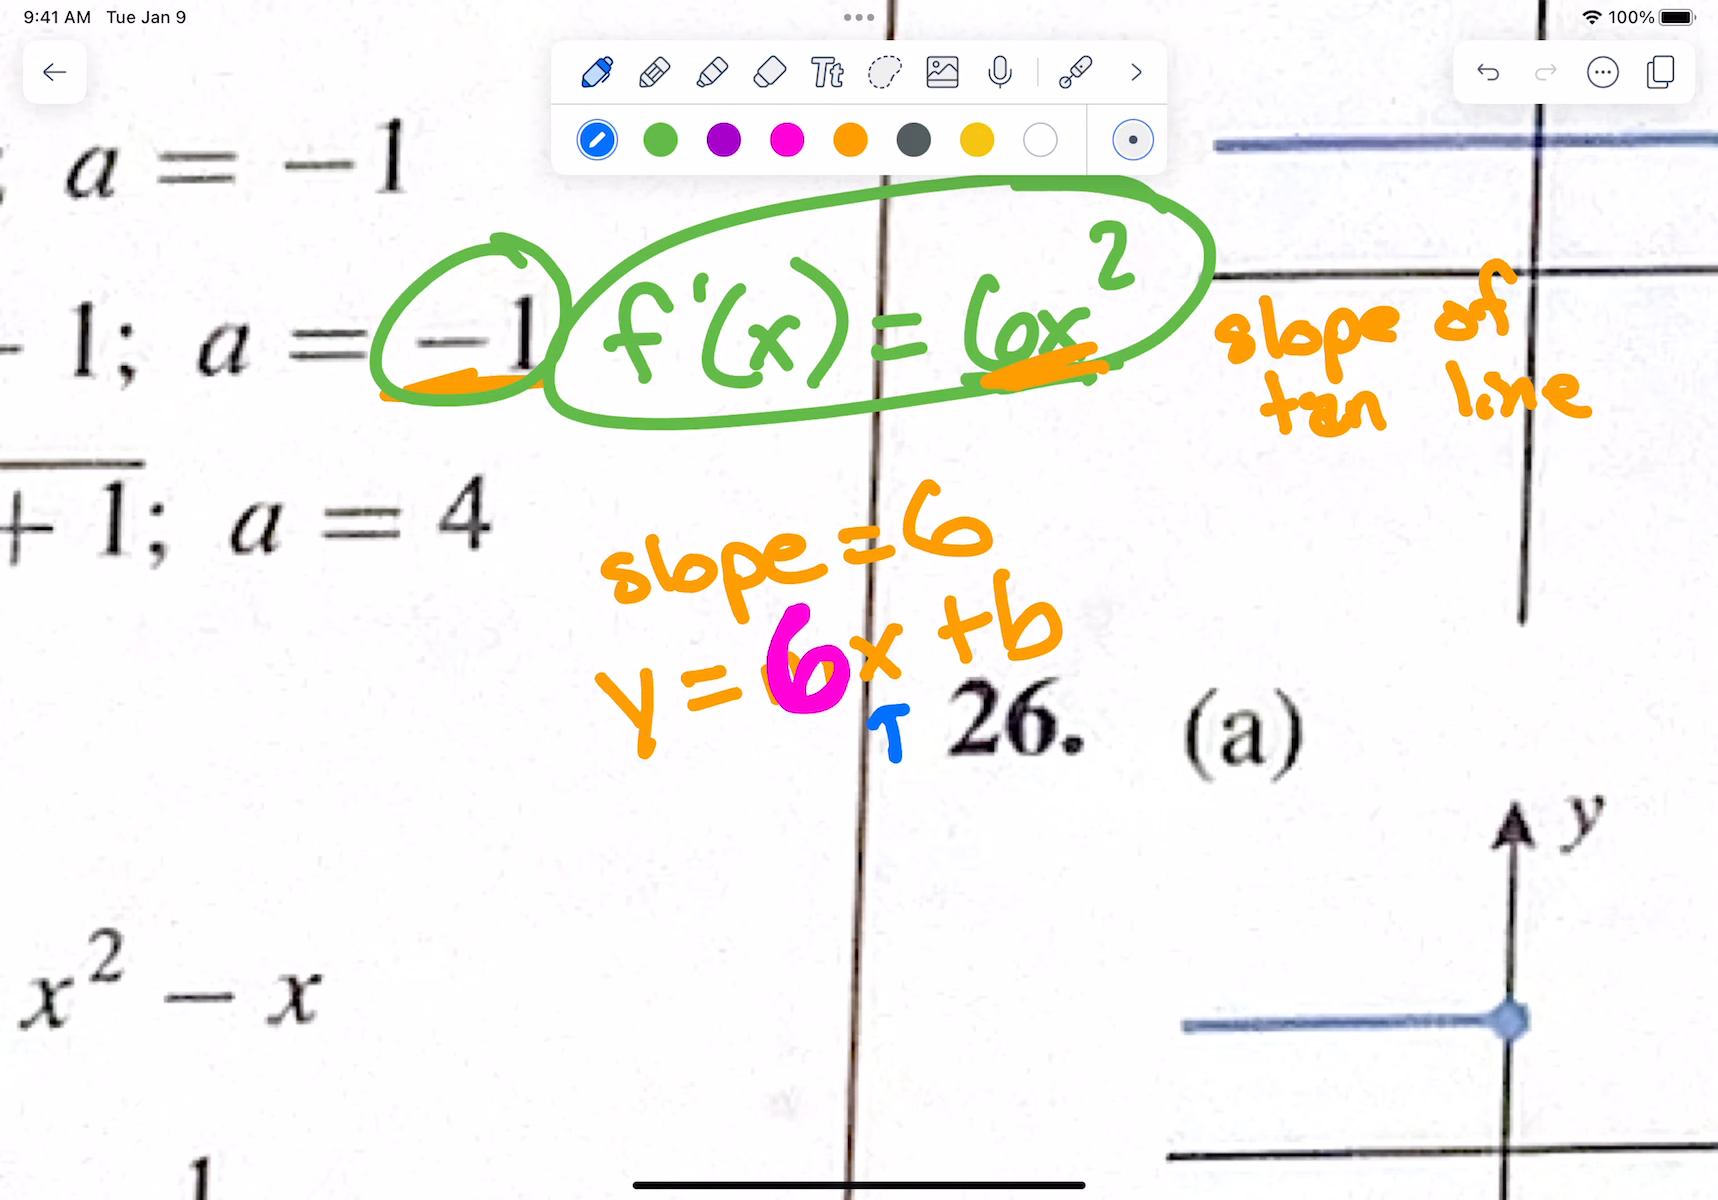 9:41 AM Tue Jan 9
100%
Tt
; a = −1
− 1; a = −1
f'(x) = 6x²
slope of
tan line
+ 1; a = 4
slope = 6
y = 6x + b
26. (a)
y
x² − x
1